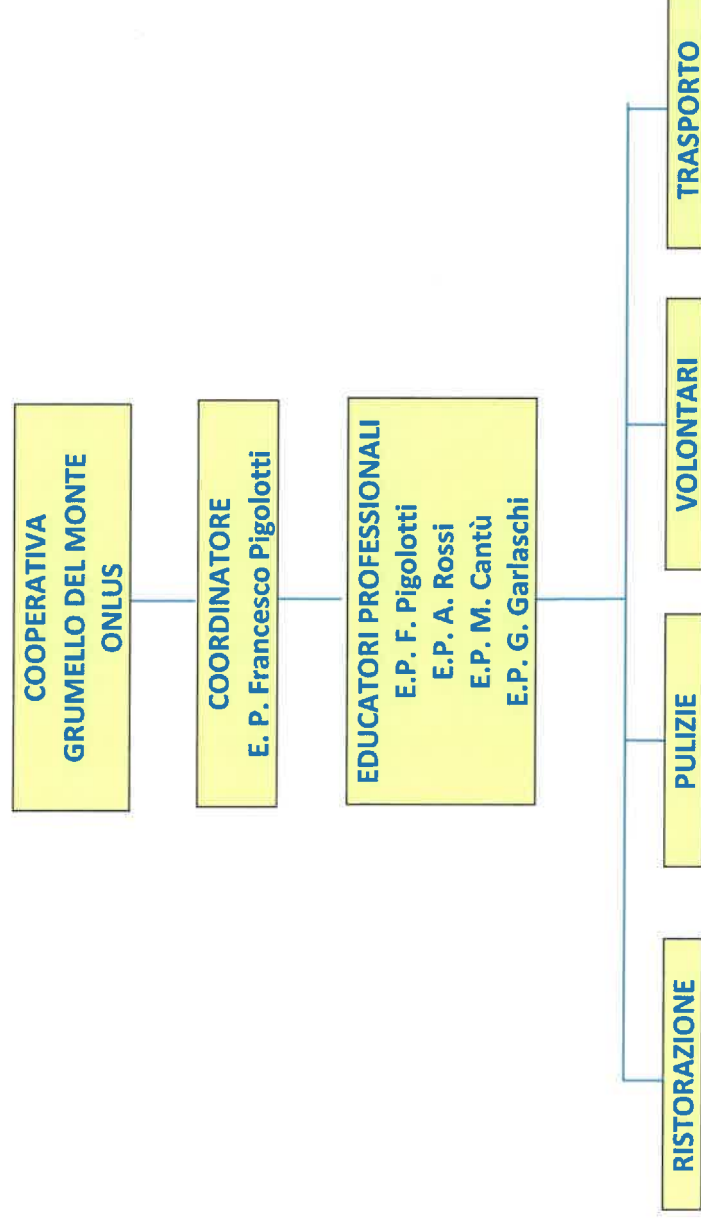 COOPERATIVA
GRUMELLO DEL MONTE
ONLUS
COORDINATORE
E. P. Francesco Pigolotti
EDUCATORI PROFESSIONALI
E.P. F. Pigolotti
E.P. A. Rossi
E.P. M. Cantù
E.P. G. Garlaschi
RISTORAZIONE
PULIZIE
VOLONTARI
TRASPORTO